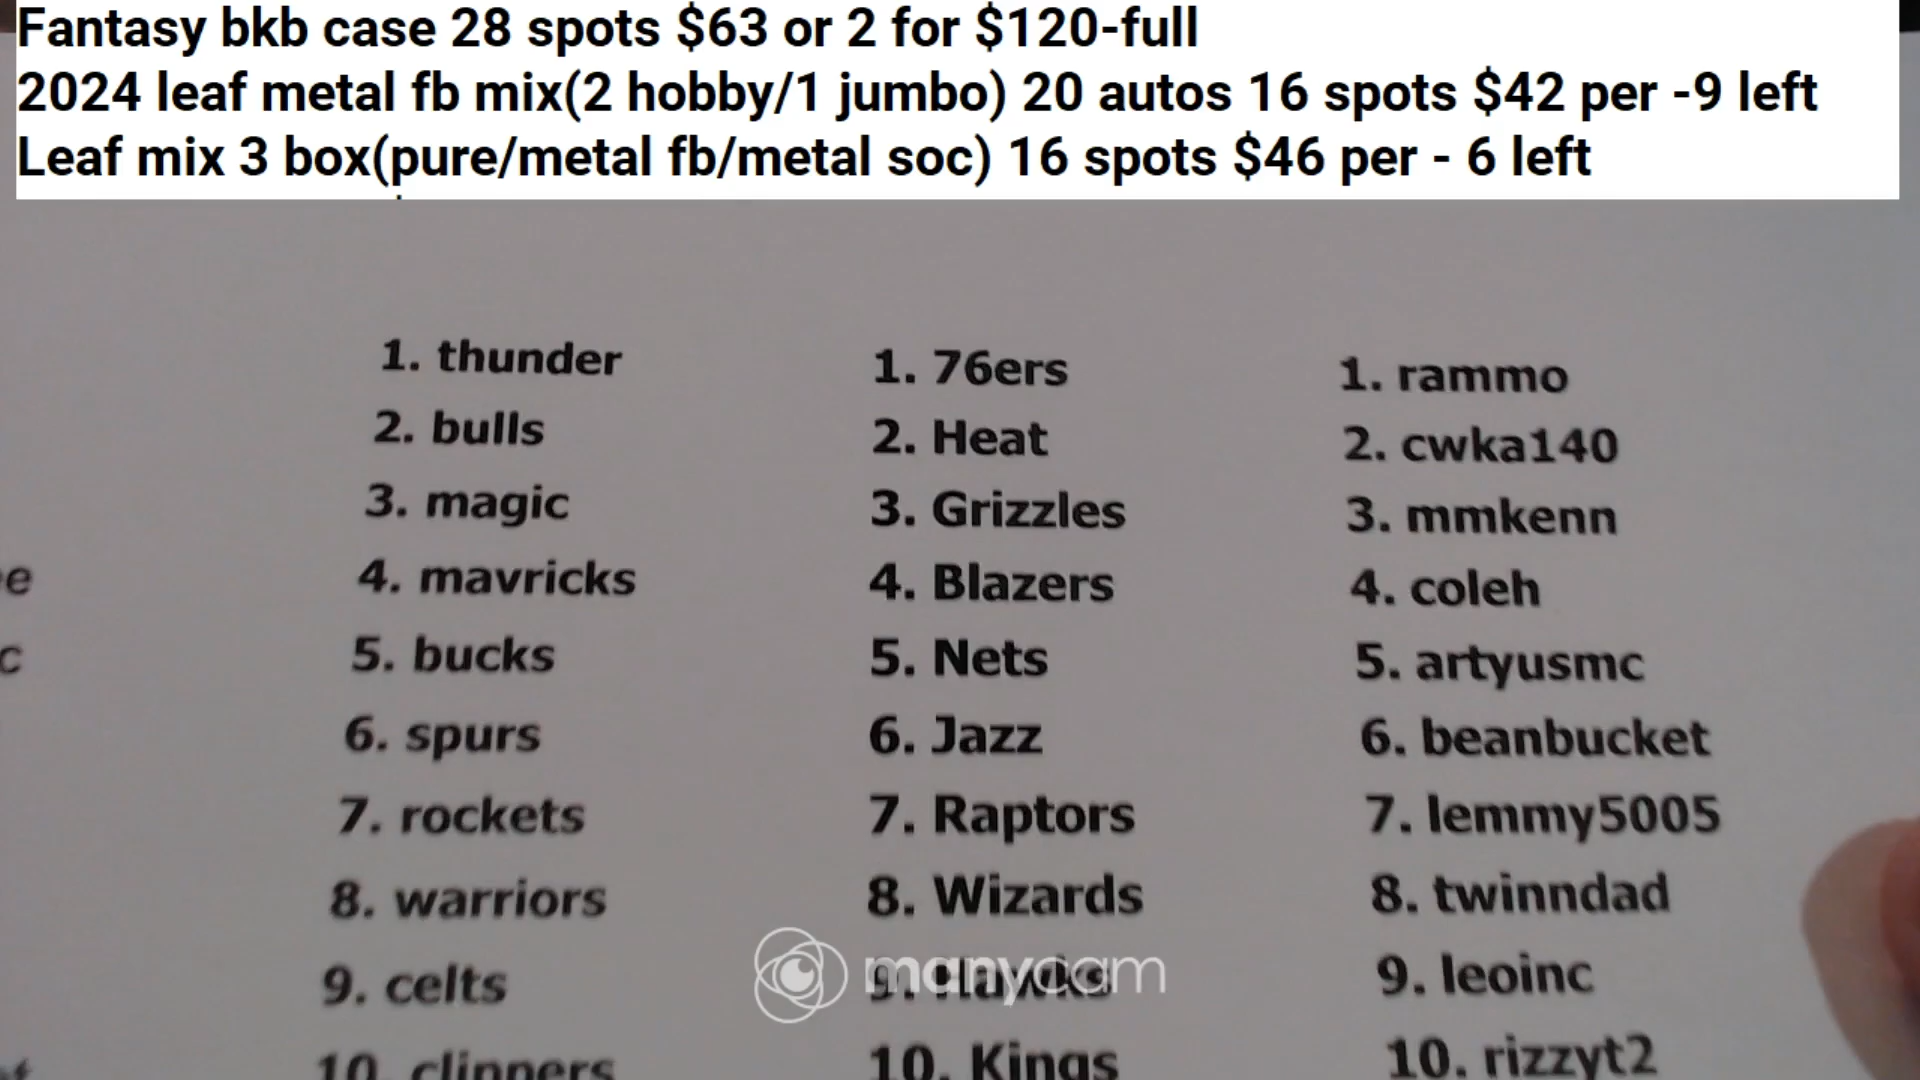 Fantasy bkb case 28 spots $63 or 2 for $120-full
2024 leaf metal fb mix(2 hobby/1 jumbo) 20 autos 16 spots $42 per -9 left
Leaf mix 3 box(pure/metal fb/metal soc) 16 spots $46 per - 6 left
1. thunder
2. bulls
3. magic
4. mavricks
5. bucks
6. spurs
7. rockets
8. warriors
9. celts
10. clippers
1. 76ers
2. Heat
3. Grizzles
4. Blazers
5. Nets
6. Jazz
7. Raptors
8. Wizards
9. Hawks
10. Kings
1. rammo
2. cwka140
3. mmkenn
4. coleh
5. artyusmc
6. beanbucket
7. lemmy5005
8. twinndad
9. leoinc
10. rizzyt2
manycam